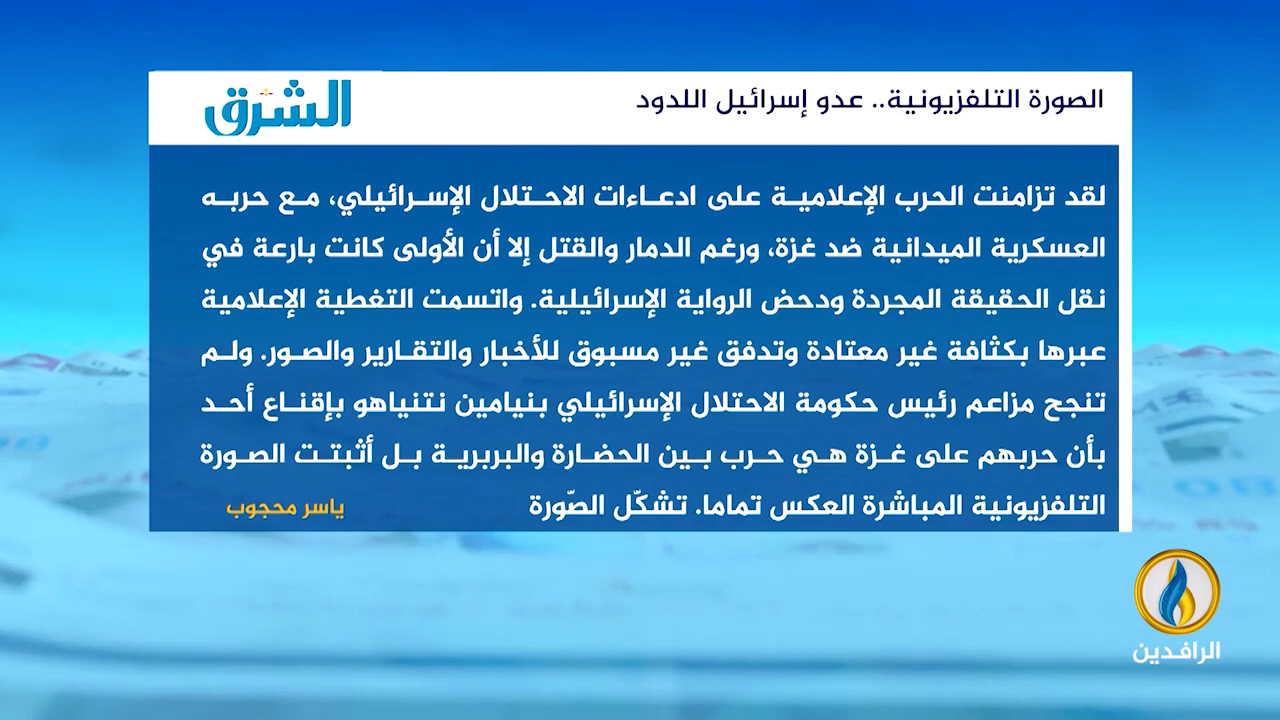 الصورة التلفزيونية.. عدو إسرائيل اللدود
الشرق
لقد تزامنت الحرب الإعلامية على ادعاءات الاحتلال الإسرائيلي، مع حربه
العسكرية الميدانية ضد غزة، ورغم الدمار والقتل إلا أن الأولى كانت بارعة في
نقل الحقيقة المجردة ودحض الرواية الإسرائيلية. واتسمت التغطية الإعلامية
عبرها بكثافة غير معتادة وتدفق غير مسبوق للأخبار والتقارير والصور. ولم
تنجح مزاعم رئيس حكومة الاحتلال الإسرائيلي بنيامين نتنياهو بإقناع أحد
بأن حربهم على غزة هي حرب بين الحضارة والبربرية بل أثبتت الصورة
التلفزيونية المباشرة العكس تماما. تشكّل الصّورة
ياسر محجوب
الرافدين